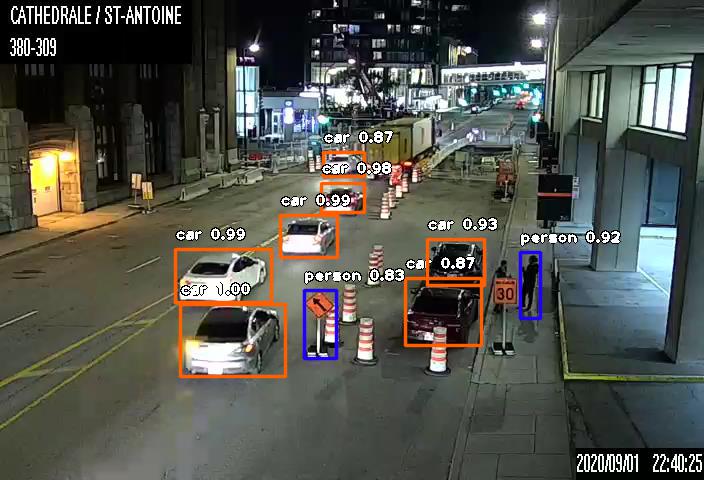 CATHEDRALE / ST-ANTOINE
380-309
car 0.87
car 0.98
car 0.99
car 0.99
car 0.93
person 0.92
car 0.87
person 0.83
car 1.00
30
2020/09/01 22:40:25